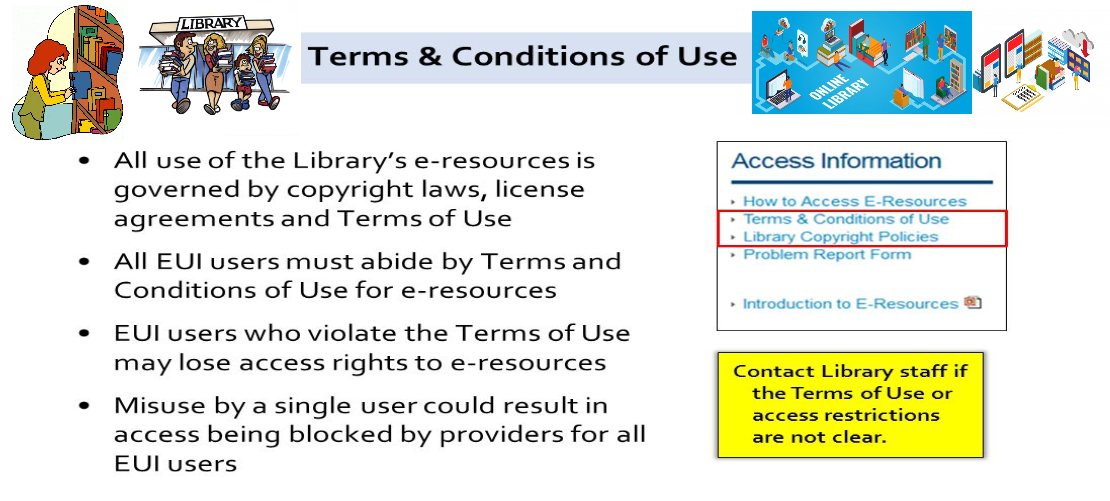 LIBRARY
Terms & Conditions of Use
ONLINE
LIBRARY
• All use of the Library's e-resources is
governed by copyright laws, license
agreements and Terms of Use
• All EUI users must abide by Terms and
Conditions of Use for e-resources
• EUI users who violate the Terms of Use
may lose access rights to e-resources
• Misuse by a single user could result in
access being blocked by providers for all
EUI users
Access Information
How to Access E-Resources
Terms & Conditions of Use
Library Copyright Policies
Problem Report Form
Introduction to E-Resources
Contact Library staff if
the Terms of Use or
access restrictions
are not clear.